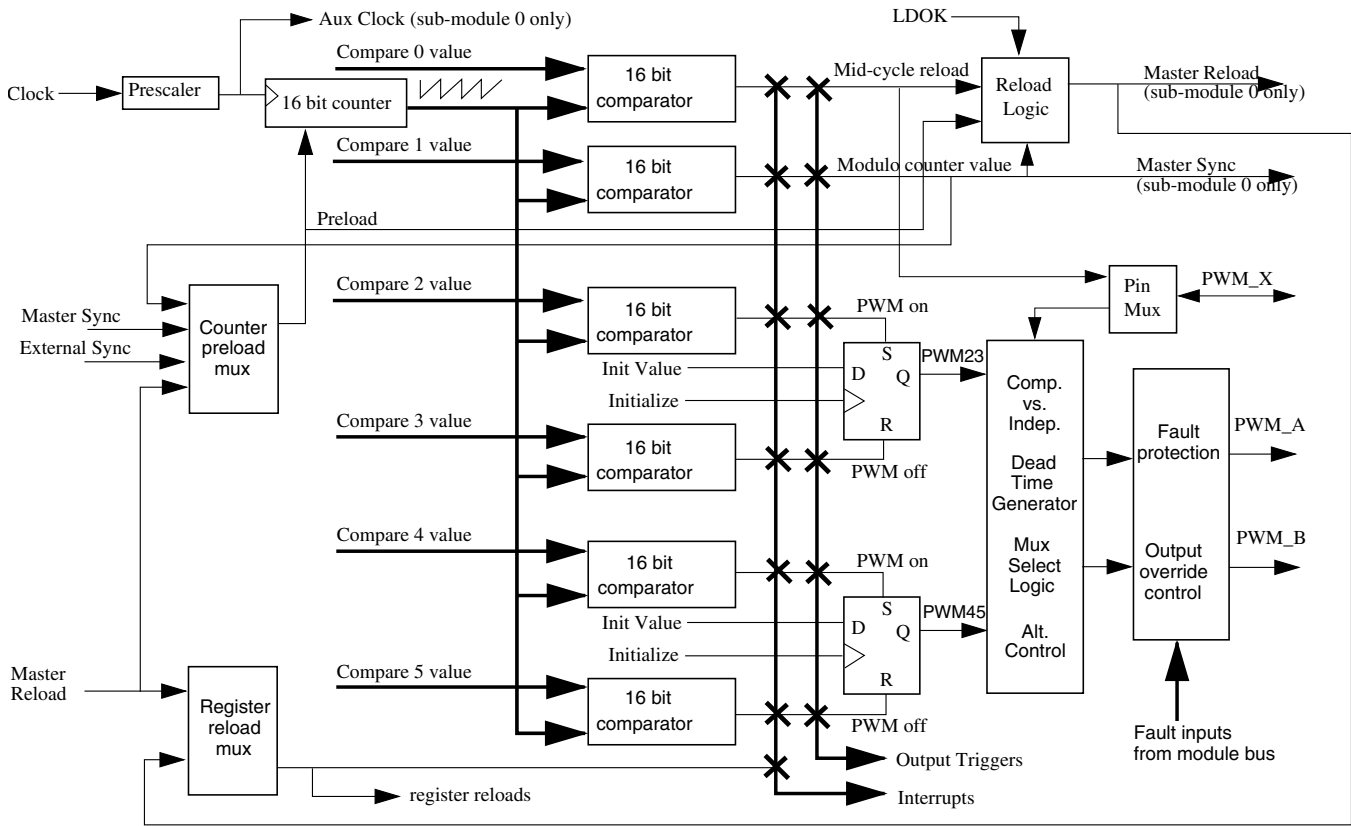 Aux Clock (sub-module 0 only)
LDOK
Compare 0 value
Clock
Prescaler
16 bit counter
16 bit
comparator
Mid-cycle reload
Reload
Logic
Master Reload
(sub-module 0 only)
Compare 1 value
16 bit
comparator
Modulo counter value
Master Sync
(sub-module 0 only)
Preload
Compare 2 value
16 bit
comparator
PWM on
Pin
Mux
PWM_X
Master Sync
External Sync
Counter
preload
mux
Init Value
Initialize
S
D
Q
R
PWM23
Compare 3 value
16 bit
comparator
PWM off
Comp.
vs.
Indep.
Dead
Time
Generator
Mux
Select
Logic
Alt.
Control
Fault
protection
Output
override
control
PWM_A
PWM_B
Compare 4 value
16 bit
comparator
PWM on
Init Value
Initialize
S
D
Q
R
PWM45
Compare 5 value
16 bit
comparator
PWM off
Master
Reload
Register
reload
mux
Fault inputs
from module bus
Output Triggers
register reloads
Interrupts